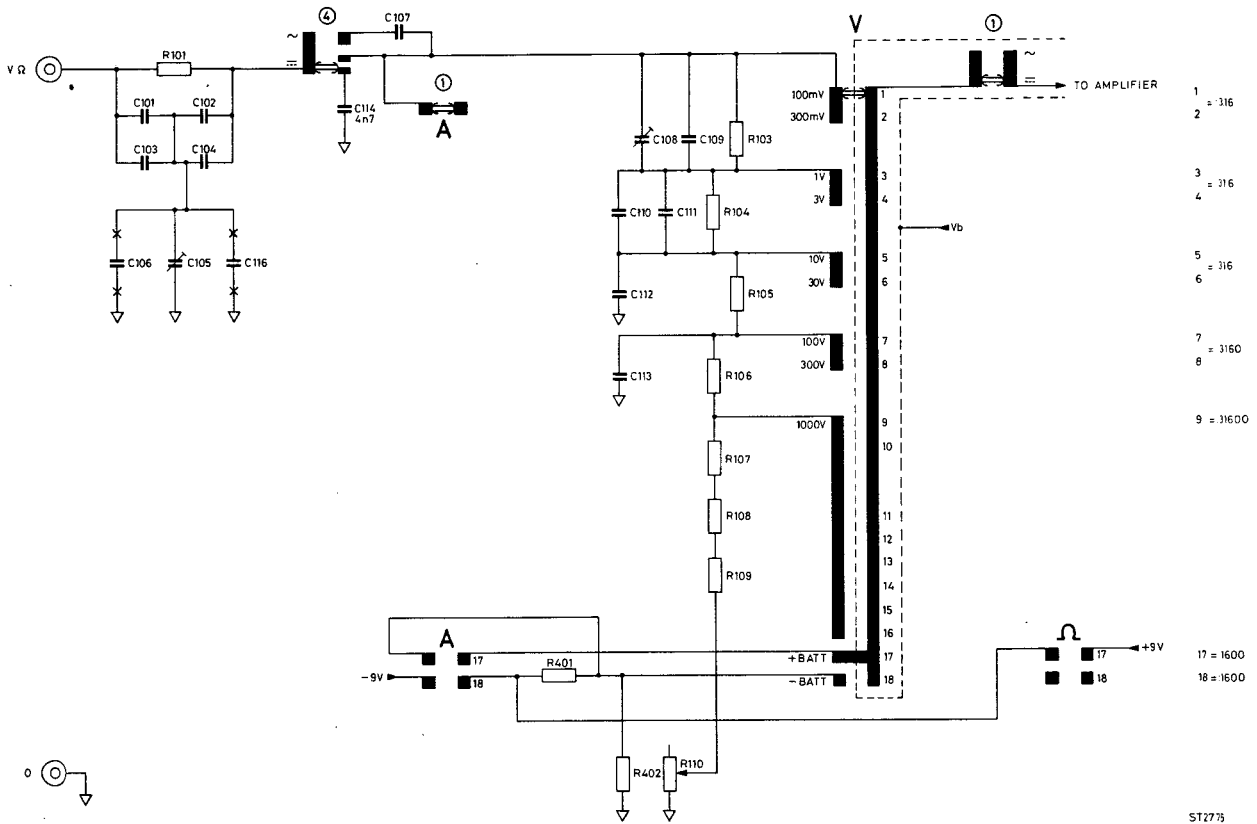 ④
C107
V
①
~
R101
~
VΩ
①
TO AMPLIFIER
C101
C102
C114
4n7
A
100mV
1
300mV
2
1
2
= .316
C103
C104
C108
C109
R103
1V
3
3V
4
3
4
= .316
C110
C111
R104
Vb
C106
C105
C116
10V
5
30V
6
5
6
= .316
C112
R105
100V
7
300V
8
7
8
= .3160
C113
R106
1000V
9
9 = .31600
10
R107
11
R108
12
13
R109
14
15
16
A
Ω
17
R401
+BATT
17
17
+9V
17 = 1600
-9V
18
-BATT
18
18
18 = .1600
R402
R110
0